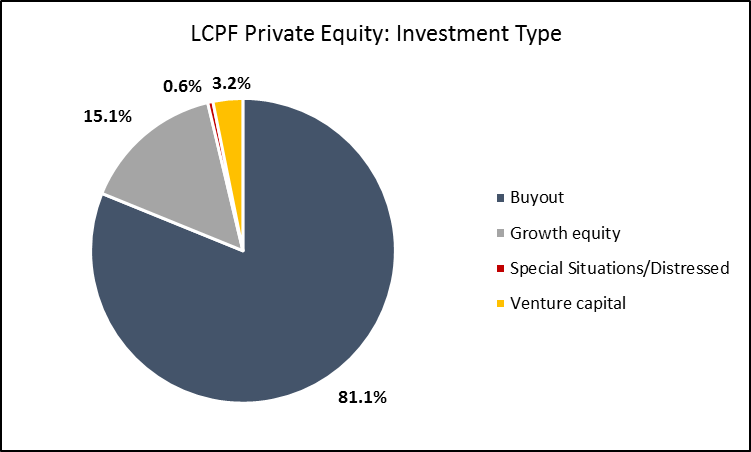 LCPF Private Equity: Investment Type
0.6%
3.2%
15.1%
81.1%
Buyout
Growth equity
Special Situations/Distressed
Venture capital